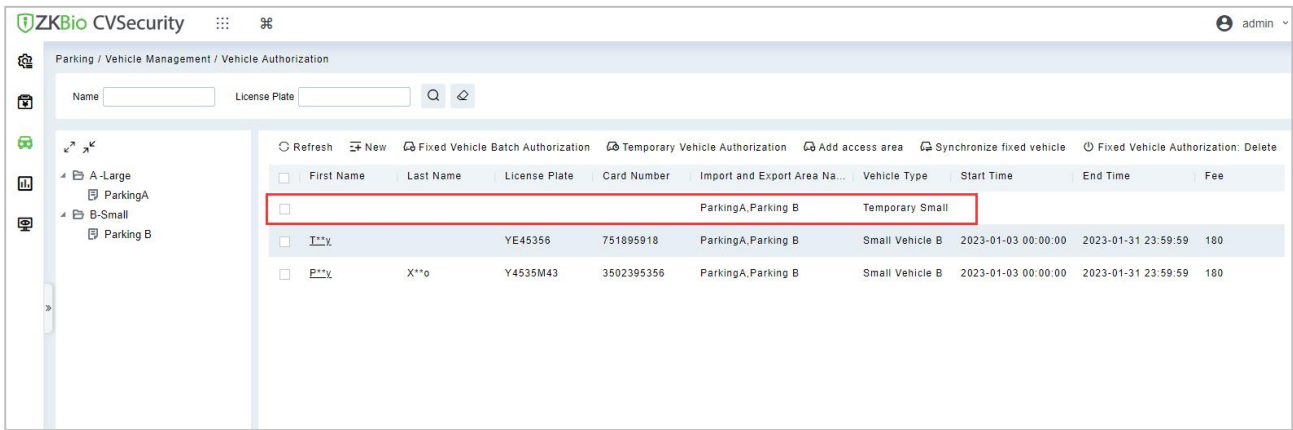 ZKBio CVSecurity admin
Parking / Vehicle Management / Vehicle Authorization
Name License Plate
Refresh New Fixed Vehicle Batch Authorization Temporary Vehicle Authorization Add access area Synchronize fixed vehicle Fixed Vehicle Authorization: Delete
A-Large
ParkingA
B-Small
Parking B
First Name Last Name License Plate Card Number Import and Export Area Na... Vehicle Type Start Time End Time Fee
ParkingA,Parking B Temporary Small
T**y YE45356 751895918 ParkingA,Parking B Small Vehicle B 2023-01-03 00:00:00 2023-01-31 23:59:59 180
P**y X**o Y4535M43 3502395356 ParkingA,Parking B Small Vehicle B 2023-01-03 00:00:00 2023-01-31 23:59:59 180